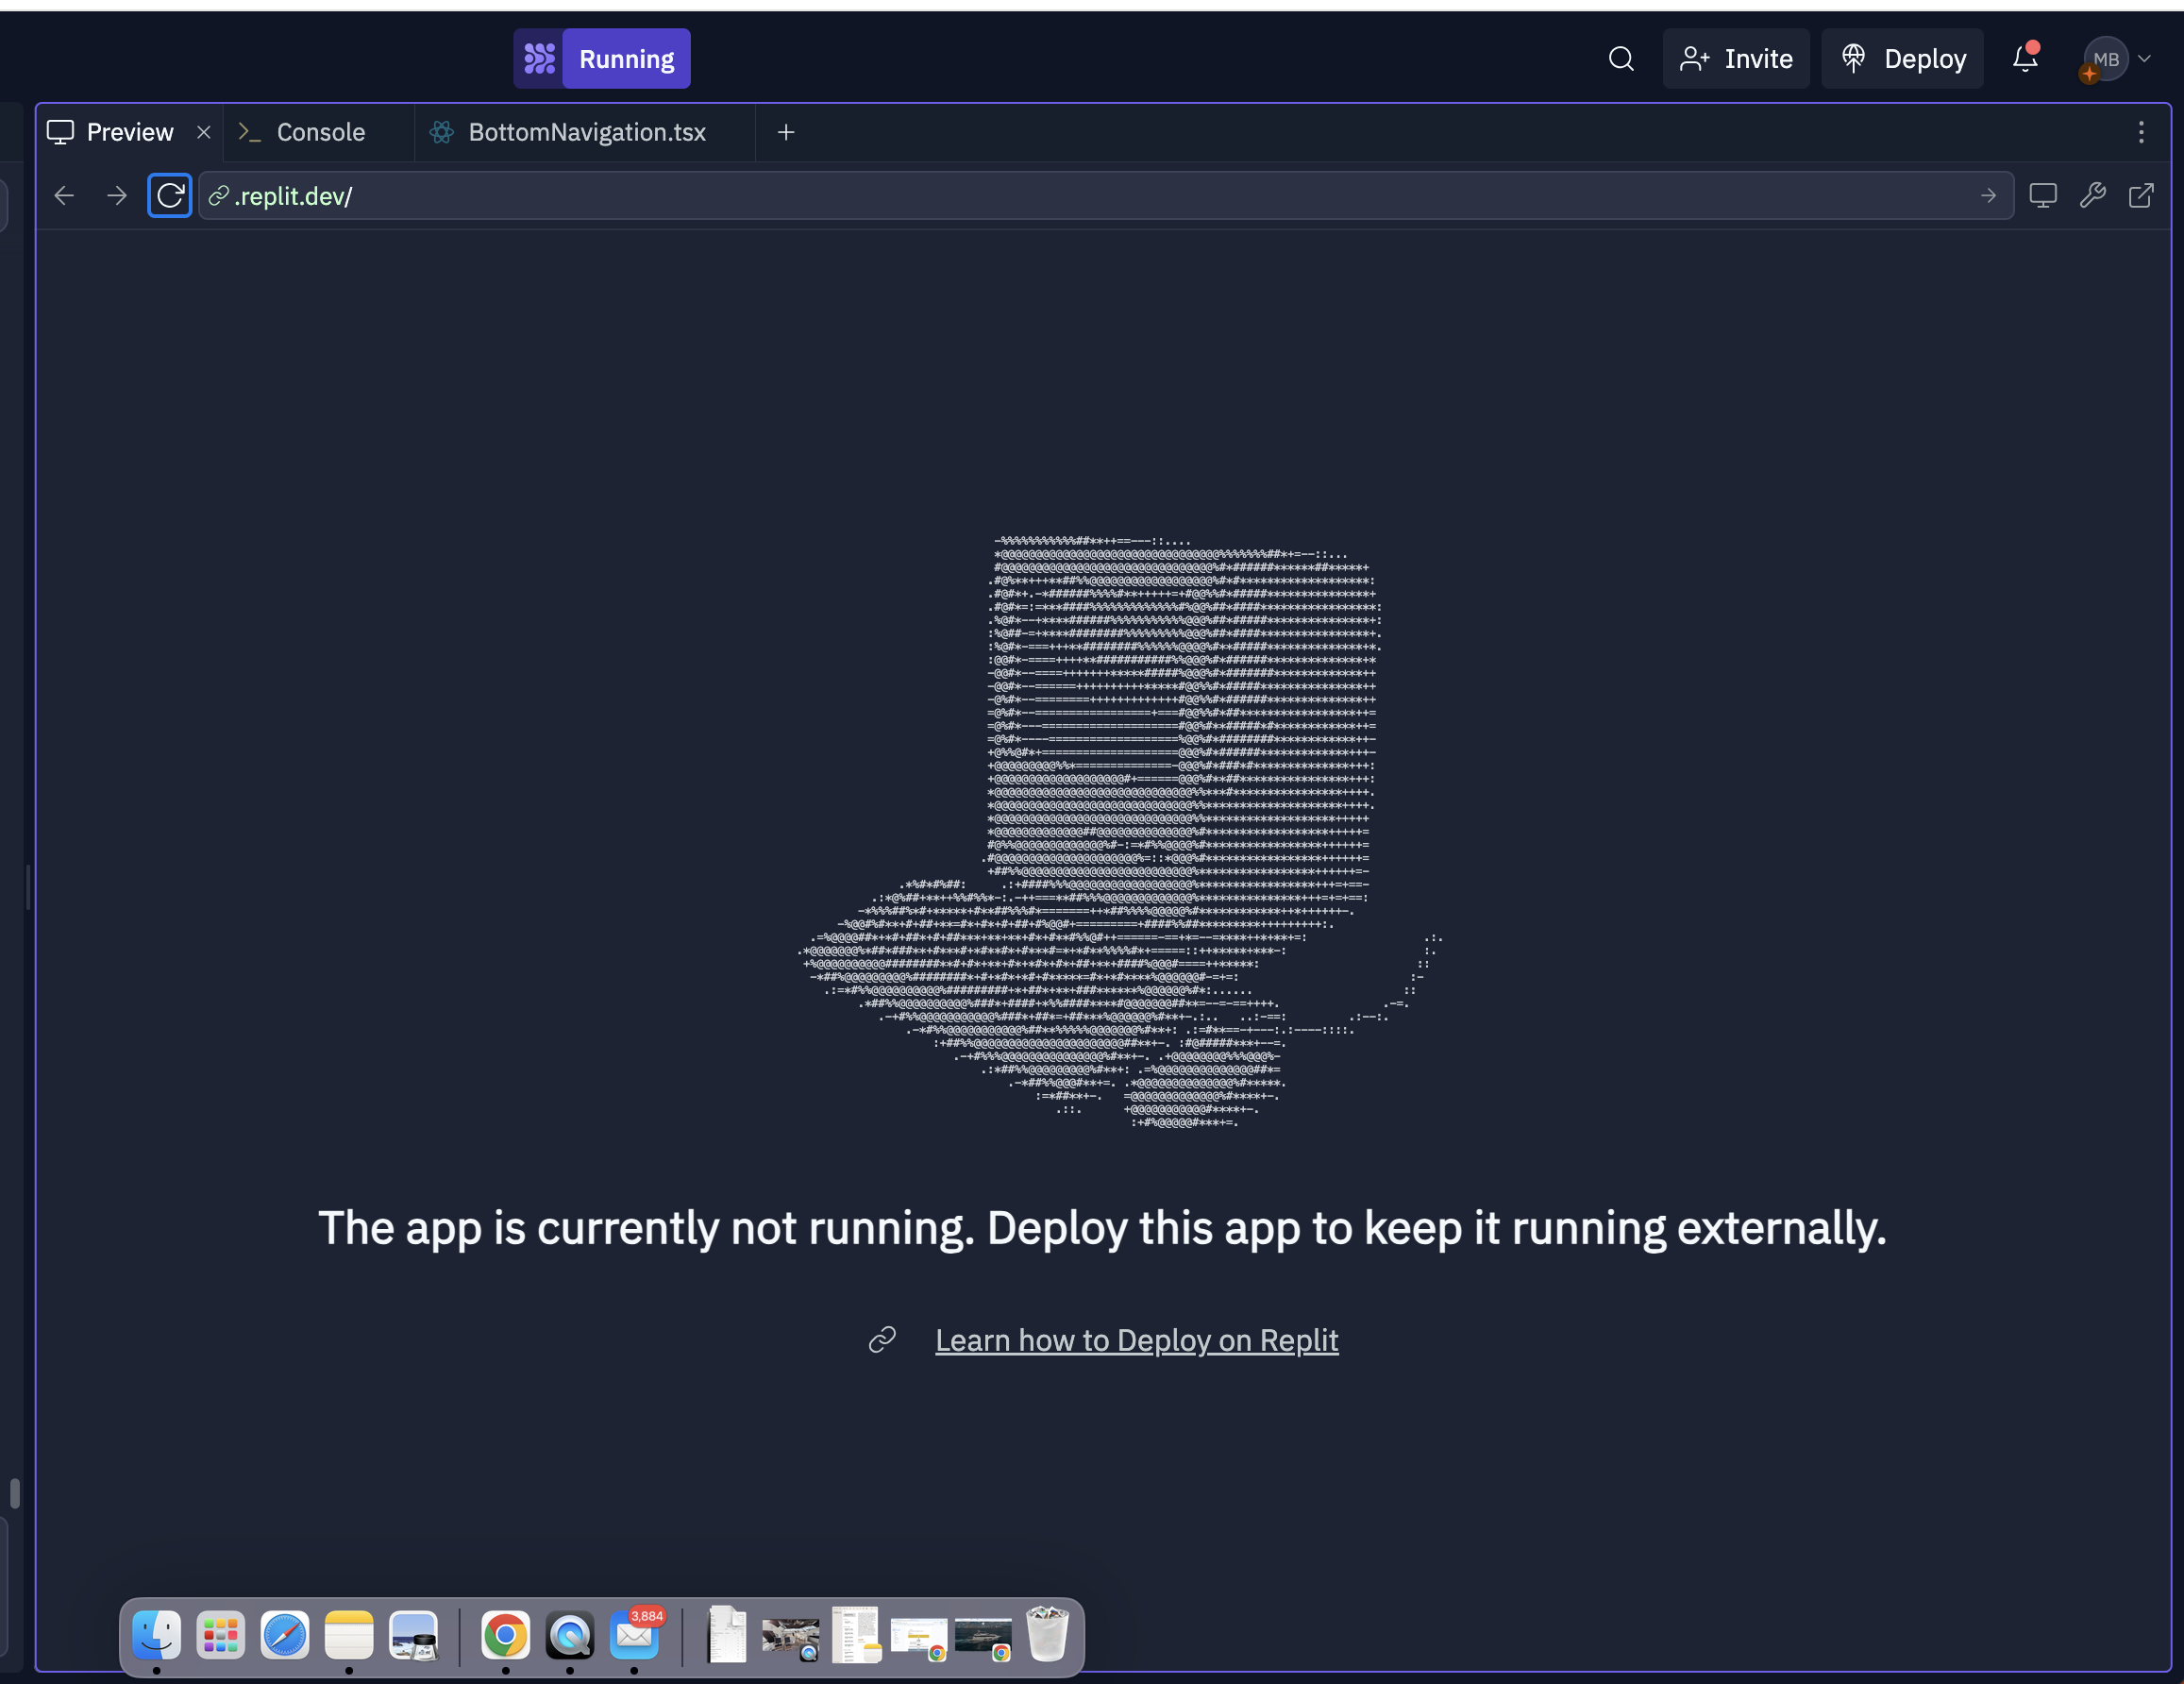 Running
Invite
Deploy
MB
Preview
Console
BottomNavigation.tsx
.replit.dev/
The app is currently not running. Deploy this app to keep it running externally.
Learn how to Deploy on Replit
3,884